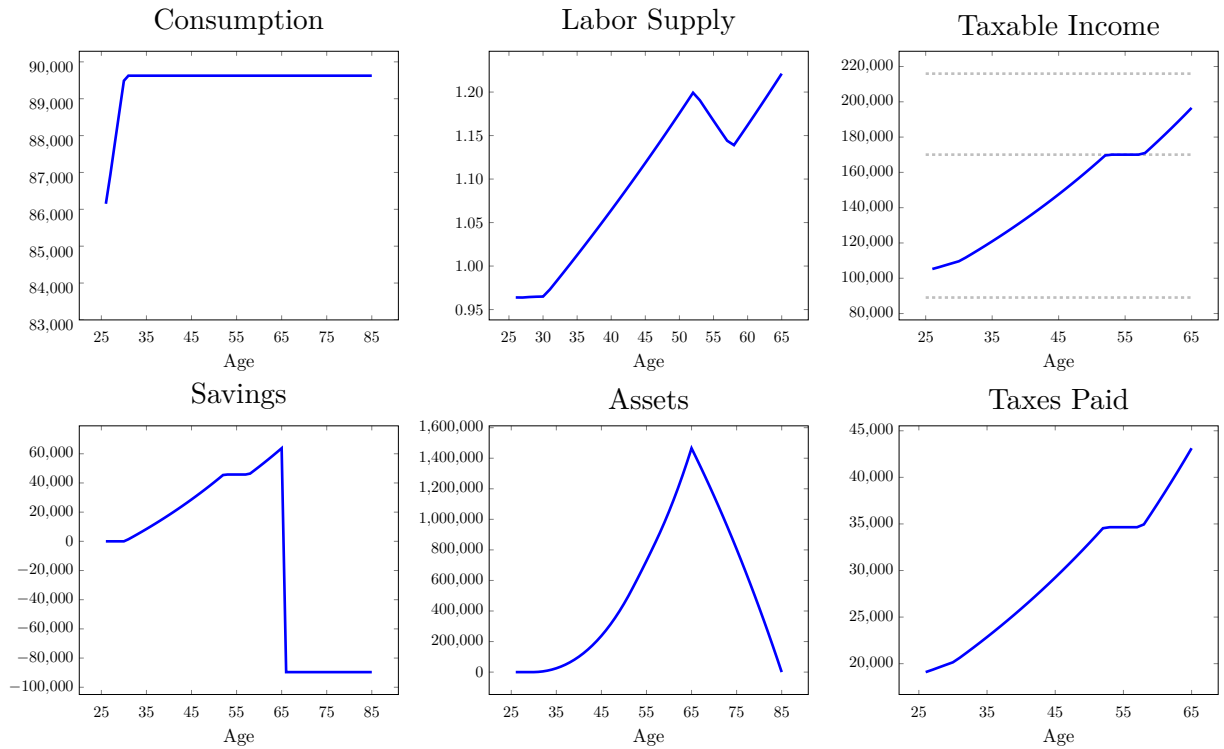 Consumption
90,000
89,000
88,000
87,000
86,000
85,000
84,000
83,000
25 35 45 55 65 75 85
Age
Labor Supply
1.20
1.15
1.10
1.05
1.00
0.95
25 30 35 40 45 50 55 60 65
Age
Taxable Income
220,000
200,000
180,000
160,000
140,000
120,000
100,000
80,000
25 35 45 55 65
Age
Savings
60,000
40,000
20,000
0
−20,000
−40,000
−60,000
−80,000
−100,000
25 35 45 55 65 75 85
Age
Assets
1,600,000
1,400,000
1,200,000
1,000,000
800,000
600,000
400,000
200,000
0
25 35 45 55 65 75 85
Age
Taxes Paid
45,000
40,000
35,000
30,000
25,000
20,000
25 35 45 55 65
Age